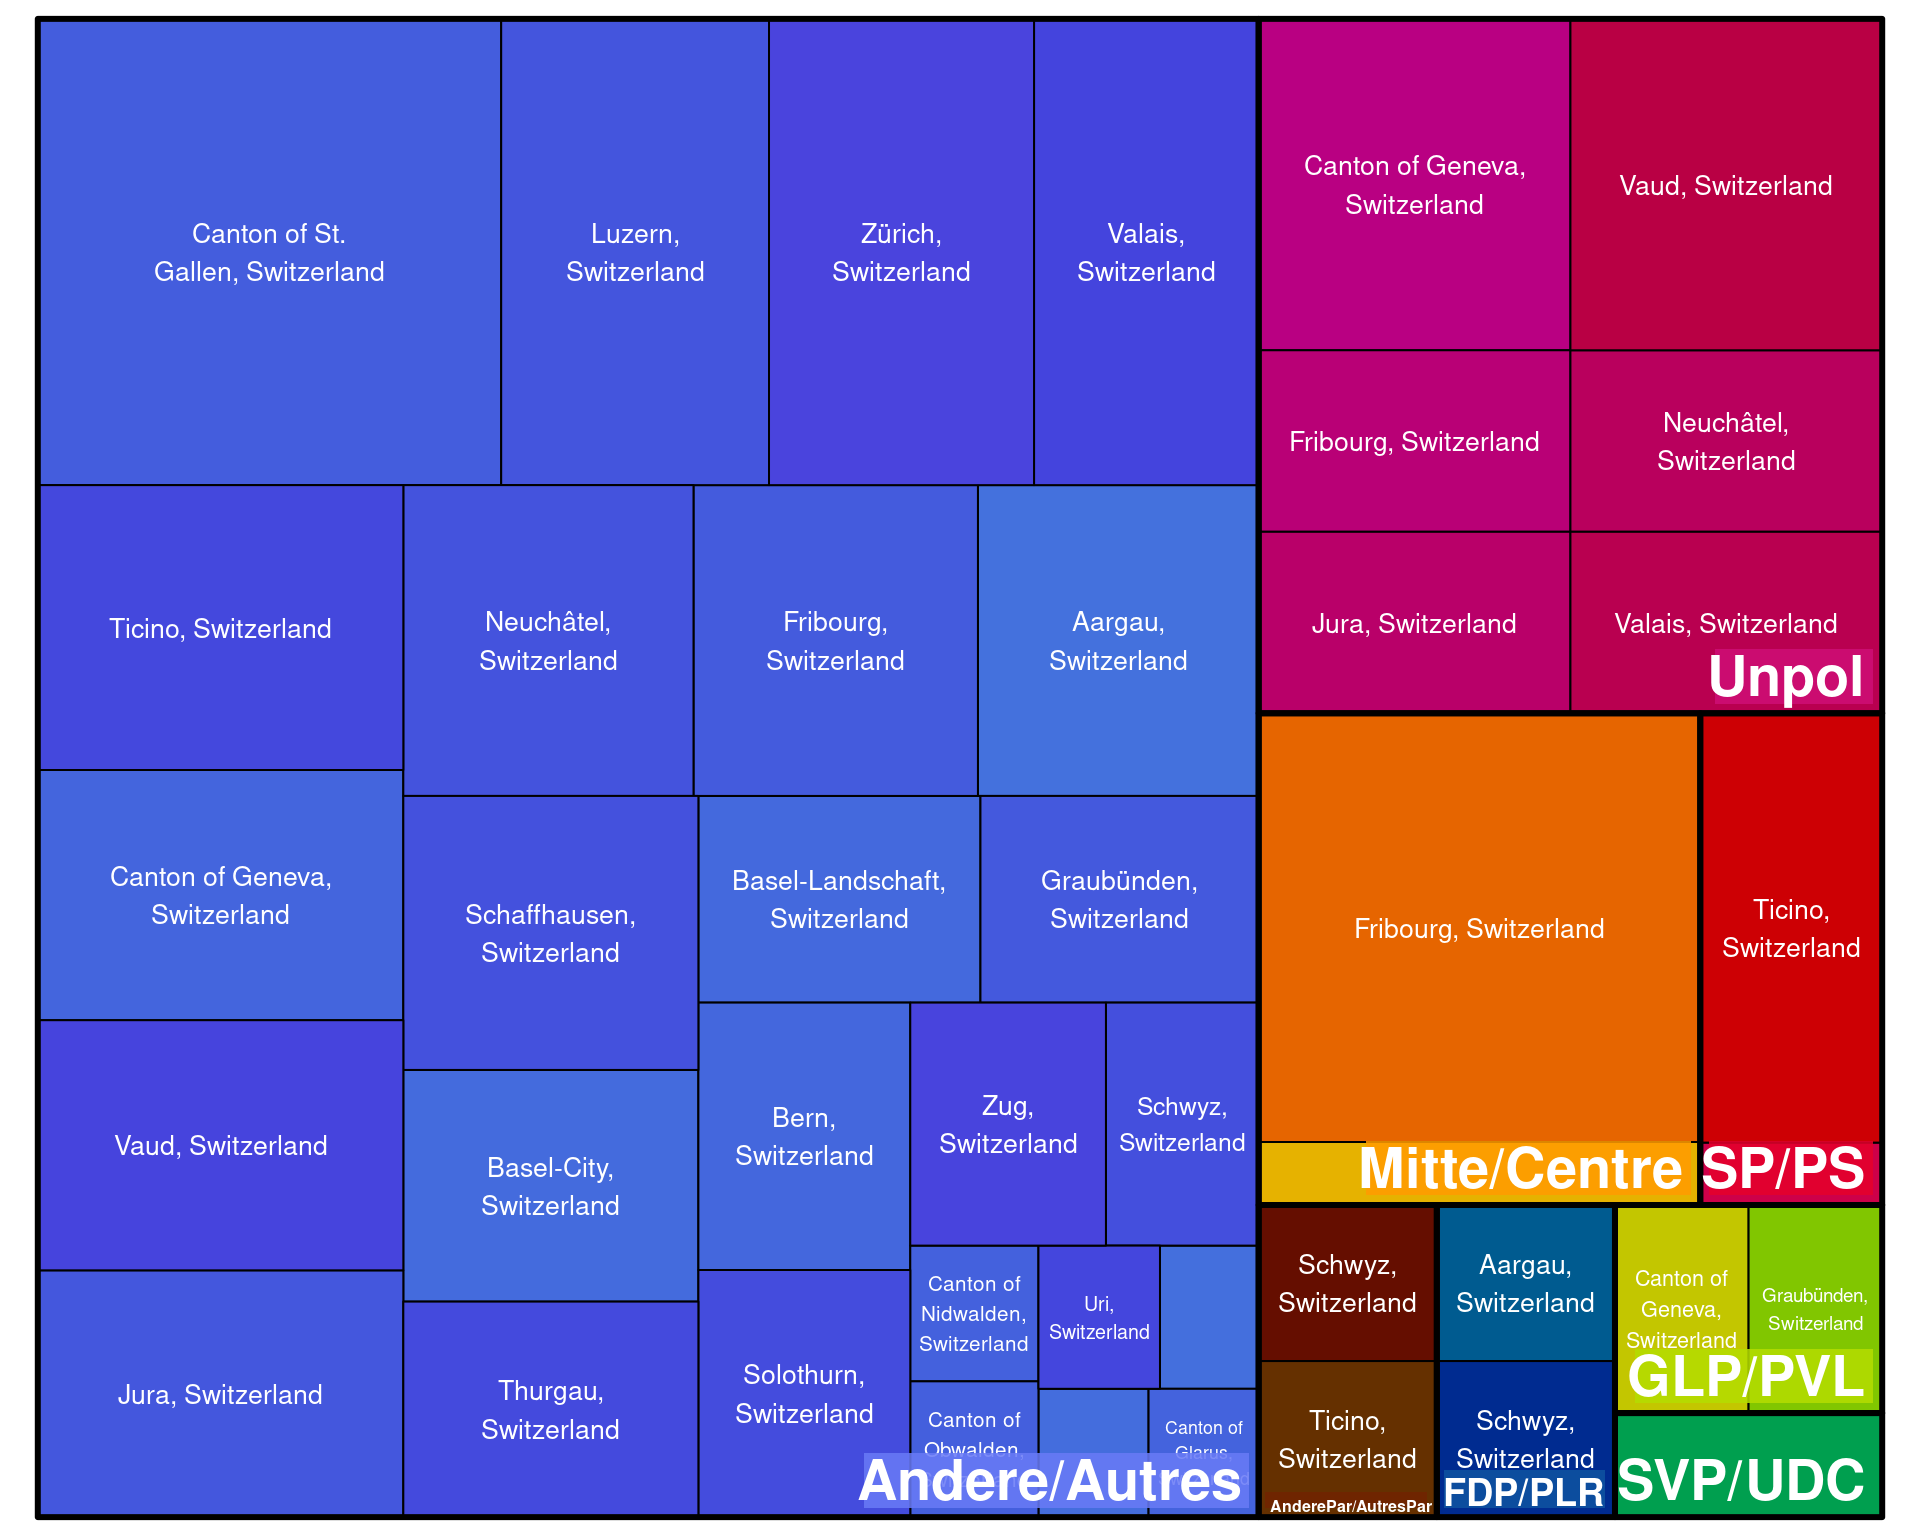 Canton of St.
Gallen, Switzerland
Luzern,
Switzerland
Zürich,
Switzerland
Valais,
Switzerland
Ticino, Switzerland
Neuchâtel,
Switzerland
Fribourg,
Switzerland
Aargau,
Switzerland
Canton of Geneva,
Switzerland
Schaffhausen,
Switzerland
Basel-Landschaft,
Switzerland
Graubünden,
Switzerland
Vaud, Switzerland
Basel-City,
Switzerland
Bern,
Switzerland
Zug,
Switzerland
Schwyz,
Switzerland
Jura, Switzerland
Thurgau,
Switzerland
Solothurn,
Switzerland
Canton of
Nidwalden,
Switzerland
Uri,
Switzerland
Canton of
Obwalden,
Canton of
Glarus,
Andere/Autres
Canton of Geneva,
Switzerland
Vaud, Switzerland
Fribourg, Switzerland
Neuchâtel,
Switzerland
Jura, Switzerland
Valais, Switzerland
Unpol
Fribourg, Switzerland
Mitte/Centre
Ticino,
Switzerland
SP/PS
Schwyz,
Switzerland
Ticino,
Switzerland
AnderePar/AutresPar
Aargau,
Switzerland
Schwyz,
Switzerland
FDP/PLR
Canton of
Geneva,
Switzerland
Graubünden,
Switzerland
GLP/PVL
SVP/UDC